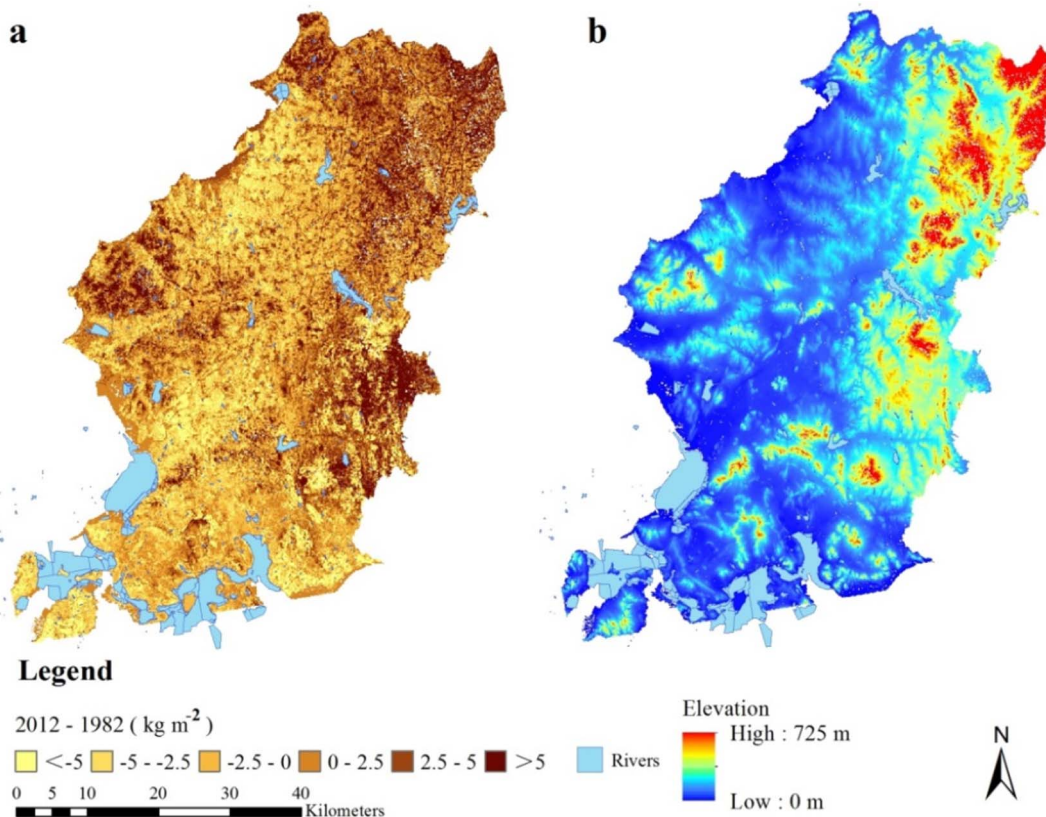 a
b
Legend
2012 - 1982 ( kg m-2 )
<-5 -5 - -2.5 -2.5 - 0 0 - 2.5 2.5 - 5 >5 Rivers
0 5 10 20 30 40
Kilometers
Elevation
High : 725 m
Low : 0 m
N